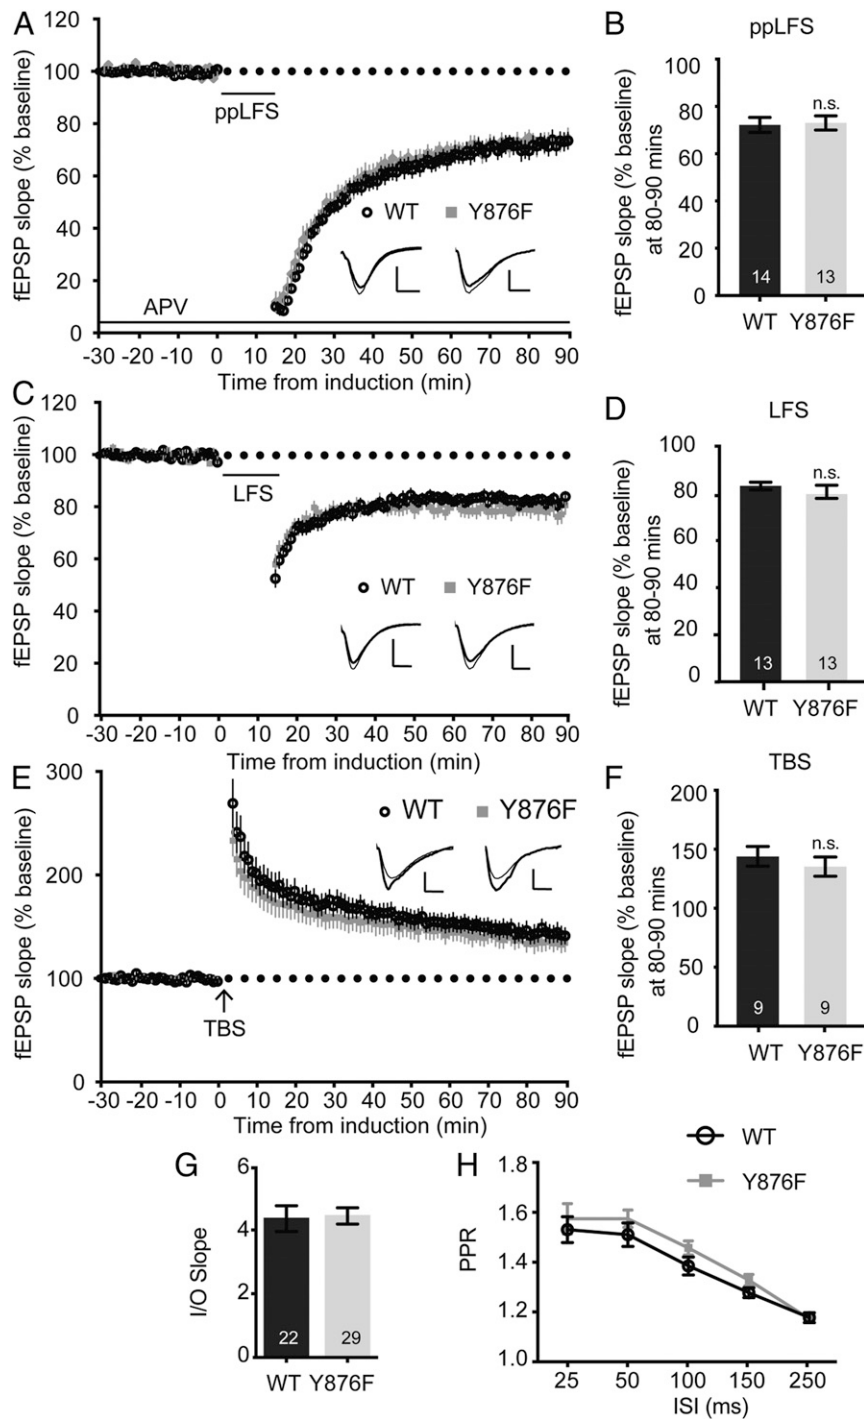 A
fEPSP slope (% baseline)
120
100
80
60
40
20
0
ppLFS
WT
Y876F
APV
-30 -20 -10 0 10 20 30 40 50 60 70 80 90
Time from induction (min)
B
ppLFS
fEPSP slope (% baseline)
at 80-90 mins
100
80
60
40
20
0
n.s.
14
13
WT
Y876F
C
fEPSP slope (% baseline)
120
100
80
60
40
20
0
LFS
WT
Y876F
-30 -20 -10 0 10 20 30 40 50 60 70 80 90
Time from induction (min)
D
LFS
fEPSP slope (% baseline)
at 80-90 mins
100
80
60
40
20
0
n.s.
13
13
WT
Y876F
E
fEPSP slope (% baseline)
300
200
100
0
WT
Y876F
TBS
-30 -20 -10 0 10 20 30 40 50 60 70 80 90
Time from induction (min)
F
TBS
fEPSP slope (% baseline)
at 80-90 mins
200
150
100
50
0
n.s.
9
9
WT
Y876F
G
I/O Slope
6
4
2
0
22
29
WT Y876F
H
WT
Y876F
PPR
1.8
1.6
1.4
1.2
1.0
25 50 100 150 250
ISI (ms)